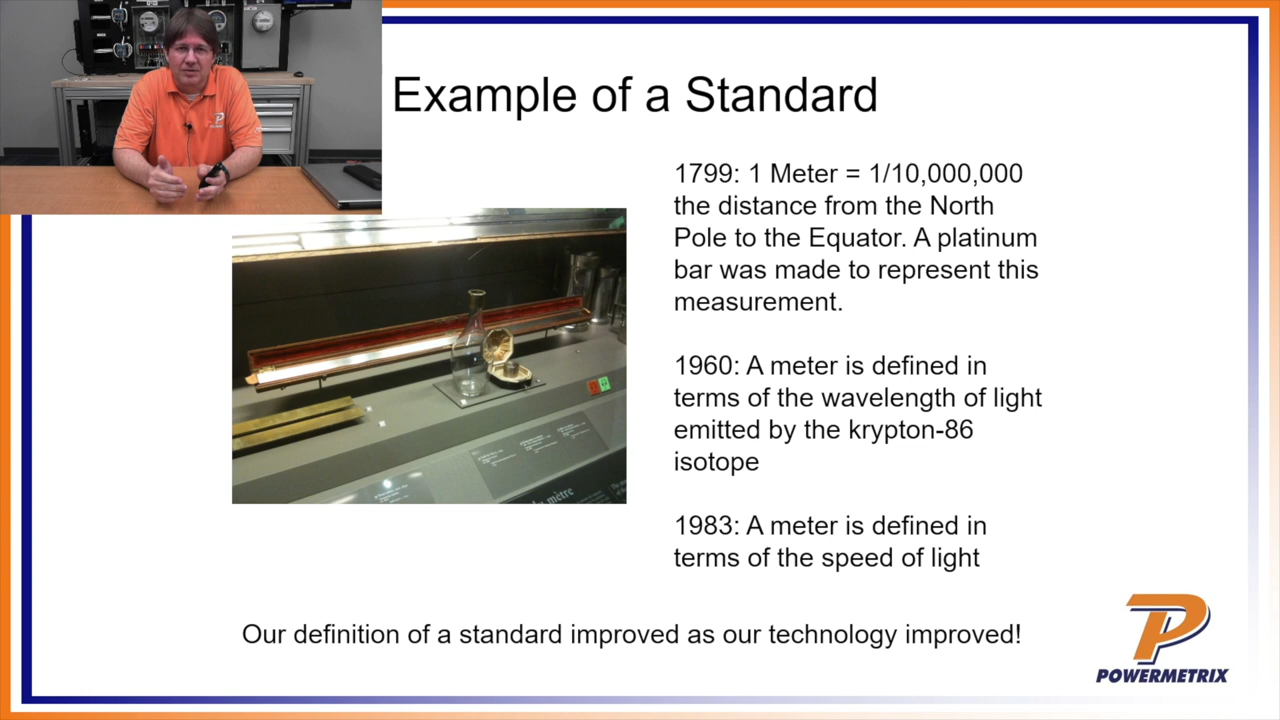 Example of a Standard
1799: 1 Meter = 1/10,000,000
the distance from the North
Pole to the Equator. A platinum
bar was made to represent this
measurement.
1960: A meter is defined in
terms of the wavelength of light
emitted by the krypton-86
isotope
1983: A meter is defined in
terms of the speed of light
Our definition of a standard improved as our technology improved!
P
POWERMETRIX
mètre